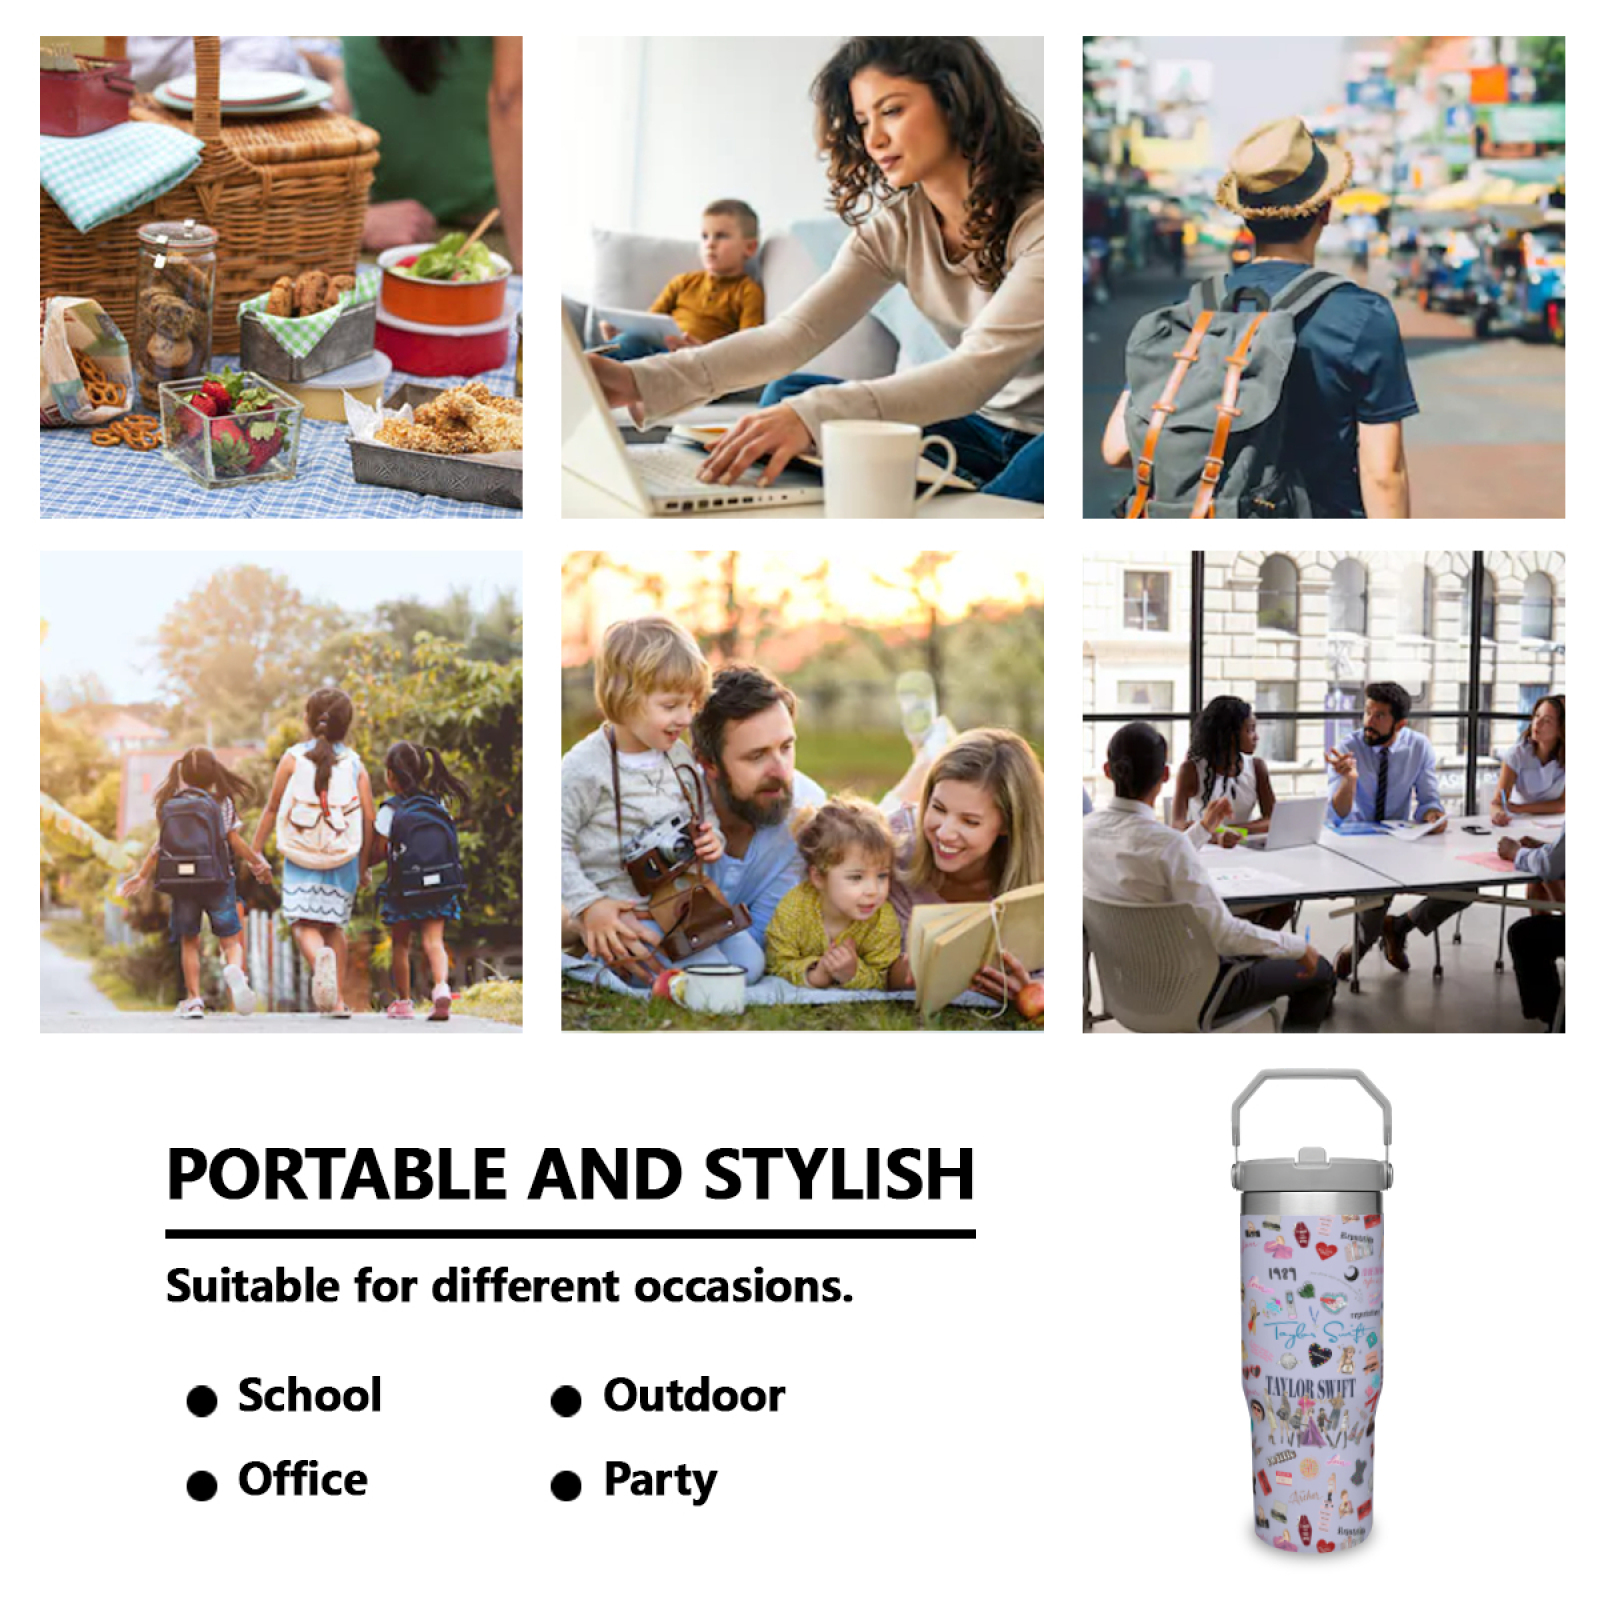 PORTABLE AND STYLISH
Suitable for different occasions.
School
Outdoor
Office
Party
1989
Taylor Swift
TAYLOR SWIFT